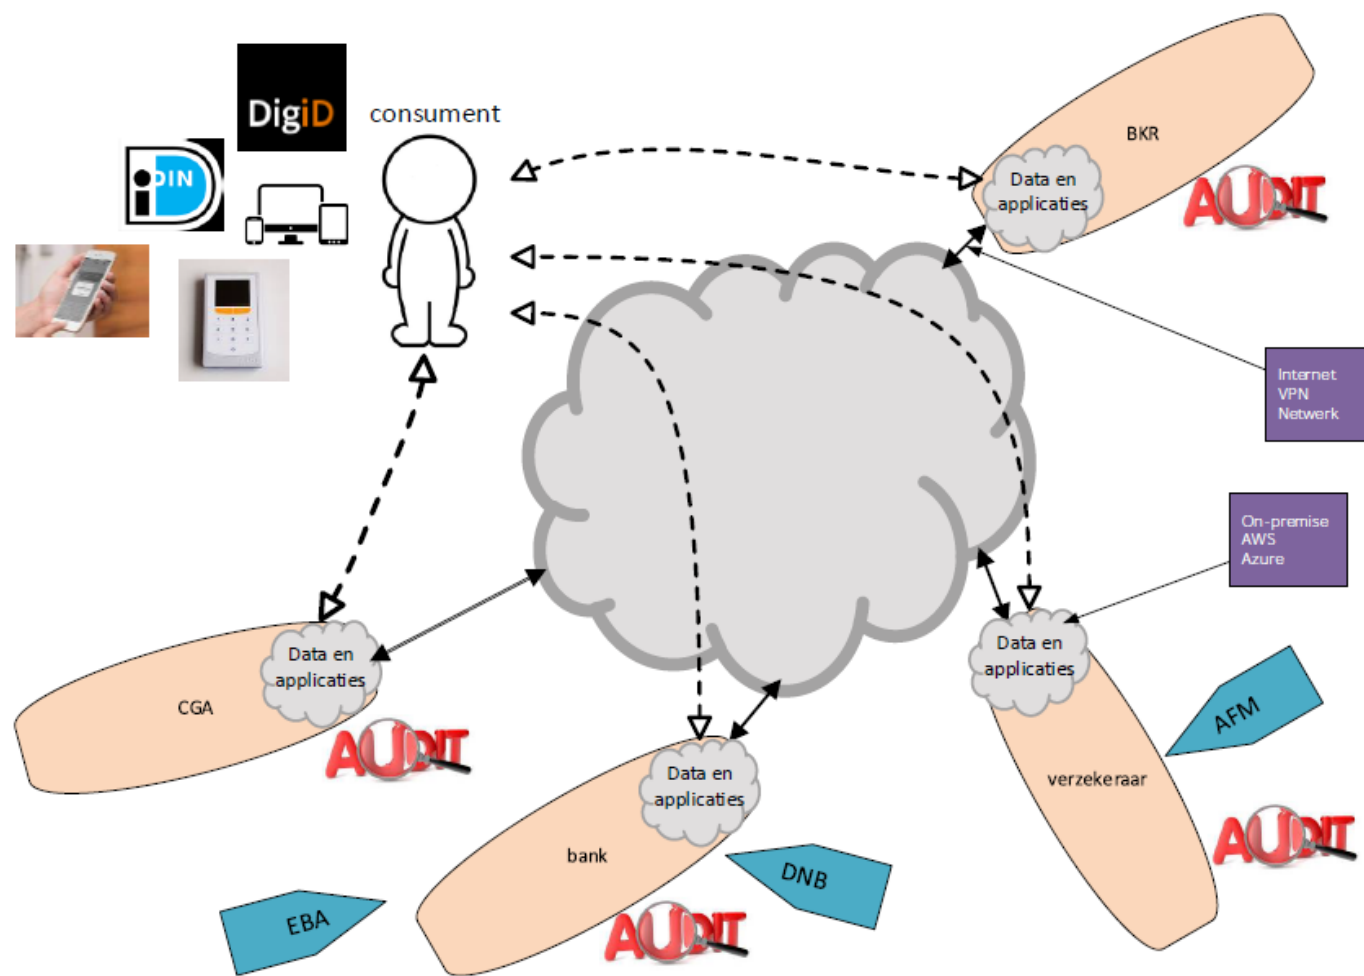 DigiD
consument
iDIN
BKR
Data en
applicaties
AUDIT
Internet
VPN
Netwerk
On-premise
AWS
Azure
Data en
applicaties
CGA
AUDIT
Data en
applicaties
AFM
verzekeraar
AUDIT
Data en
applicaties
bank
DNB
EBA
AUDIT